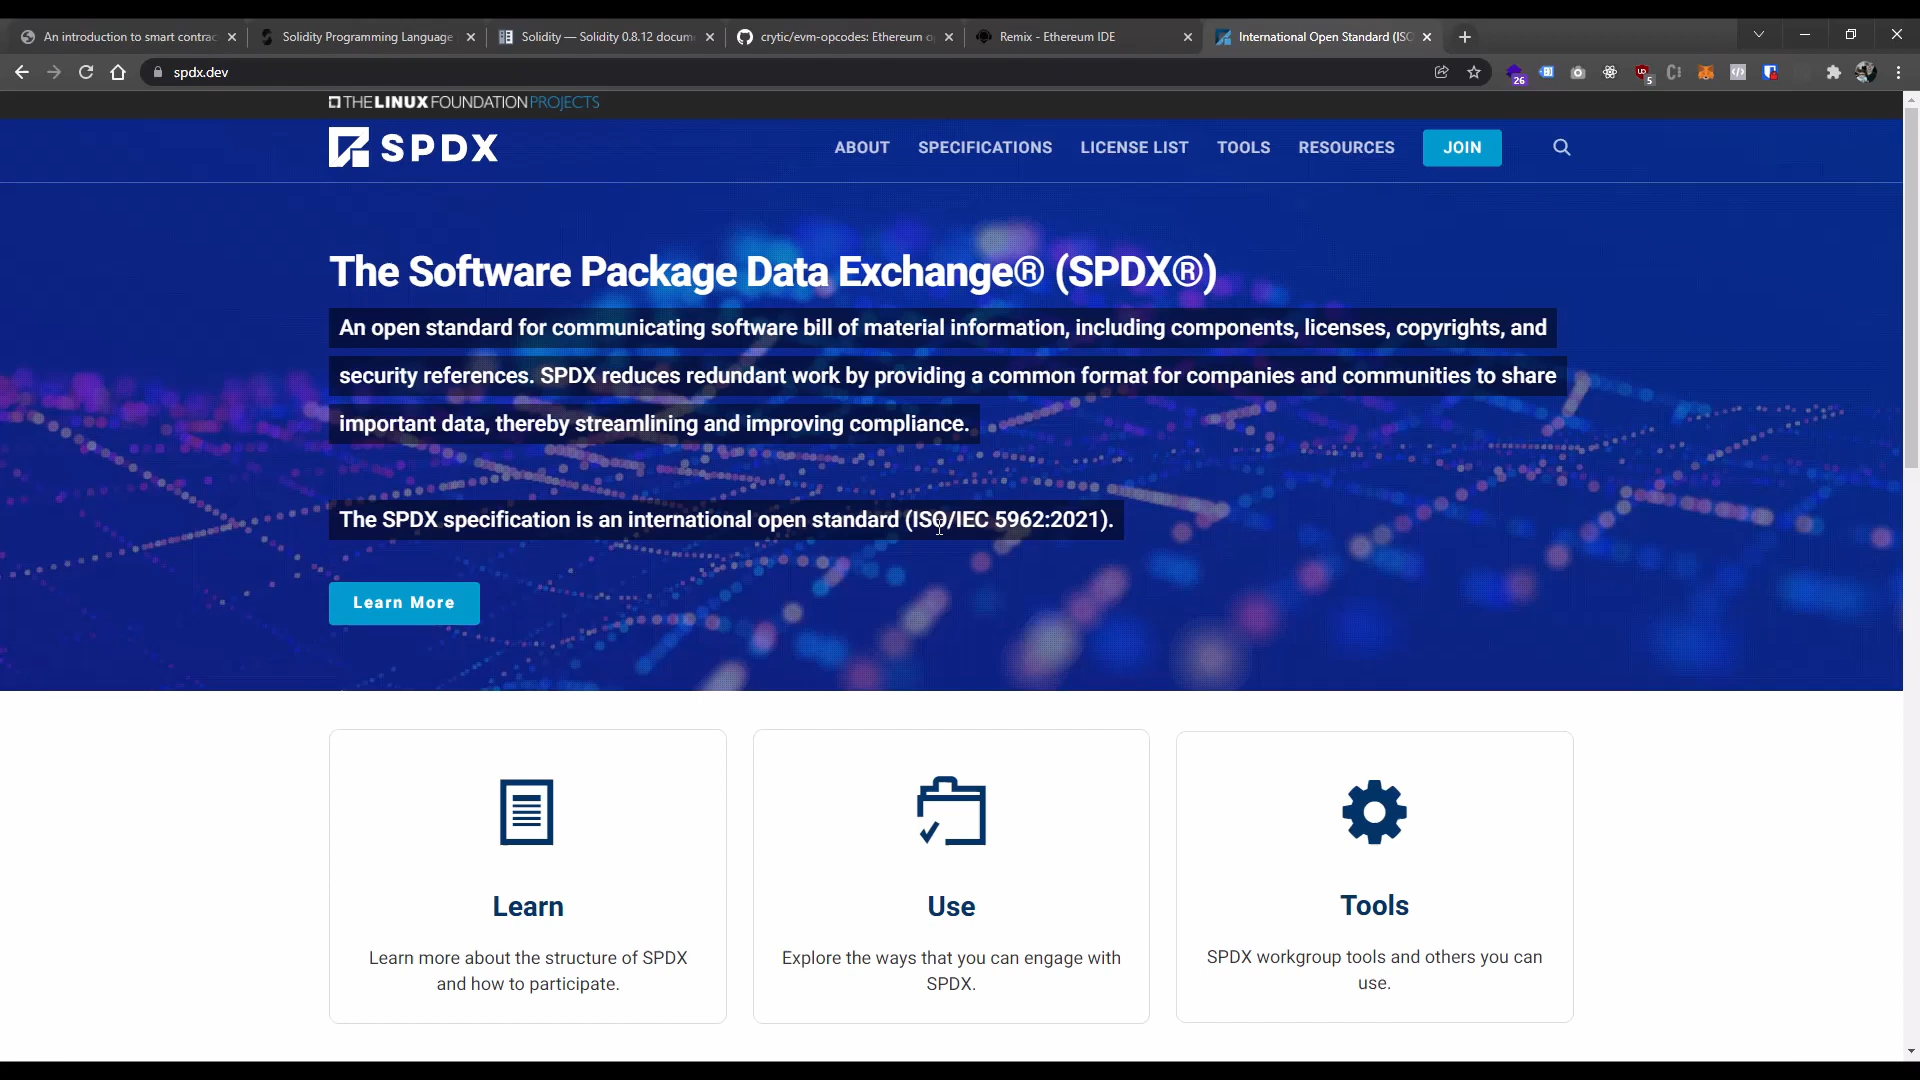 An introduction to smart contrac
Solidity Programming Language
Solidity — Solidity 0.8.12 docum
crytic/evm-opcodes: Ethereum o
Remix - Ethereum IDE
International Open Standard (ISO
spdx.dev
26
5
THE LINUX FOUNDATION PROJECTS
SPDX
ABOUT
SPECIFICATIONS
LICENSE LIST
TOOLS
RESOURCES
JOIN
The Software Package Data Exchange® (SPDX®)
An open standard for communicating software bill of material information, including components, licenses, copyrights, and
security references. SPDX reduces redundant work by providing a common format for companies and communities to share
important data, thereby streamlining and improving compliance.
The SPDX specification is an international open standard (ISO/IEC 5962:2021).
Learn More
Learn
Learn more about the structure of SPDX
and how to participate.
Use
Explore the ways that you can engage with
SPDX.
Tools
SPDX workgroup tools and others you can
use.